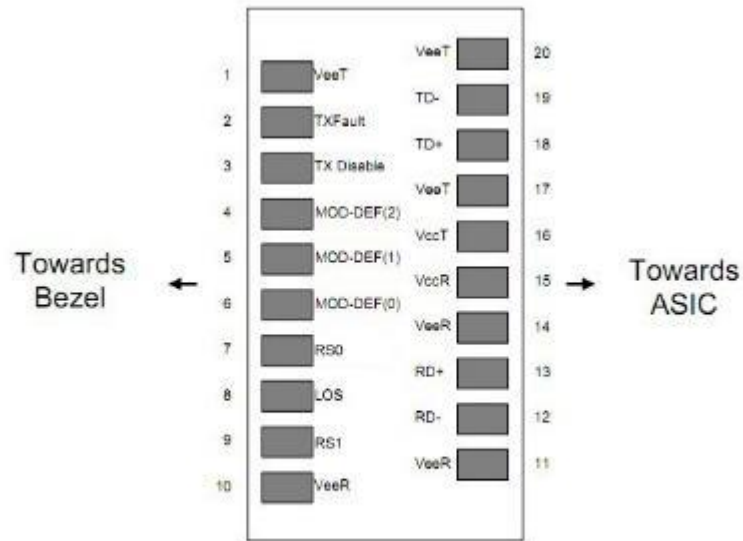 Towards
Bezel
1 VeeT
2 TXFault
3 TX Disable
4 MOD-DEF(2)
5 MOD-DEF(1)
6 MOD-DEF(0)
7 RS0
8 LOS
9 RS1
10 VeeR
VeeT 20
TD- 19
TD+ 18
VeeT 17
VccT 16
VccR 15
VeeR 14
RD+ 13
RD- 12
VeeR 11
Towards
ASIC